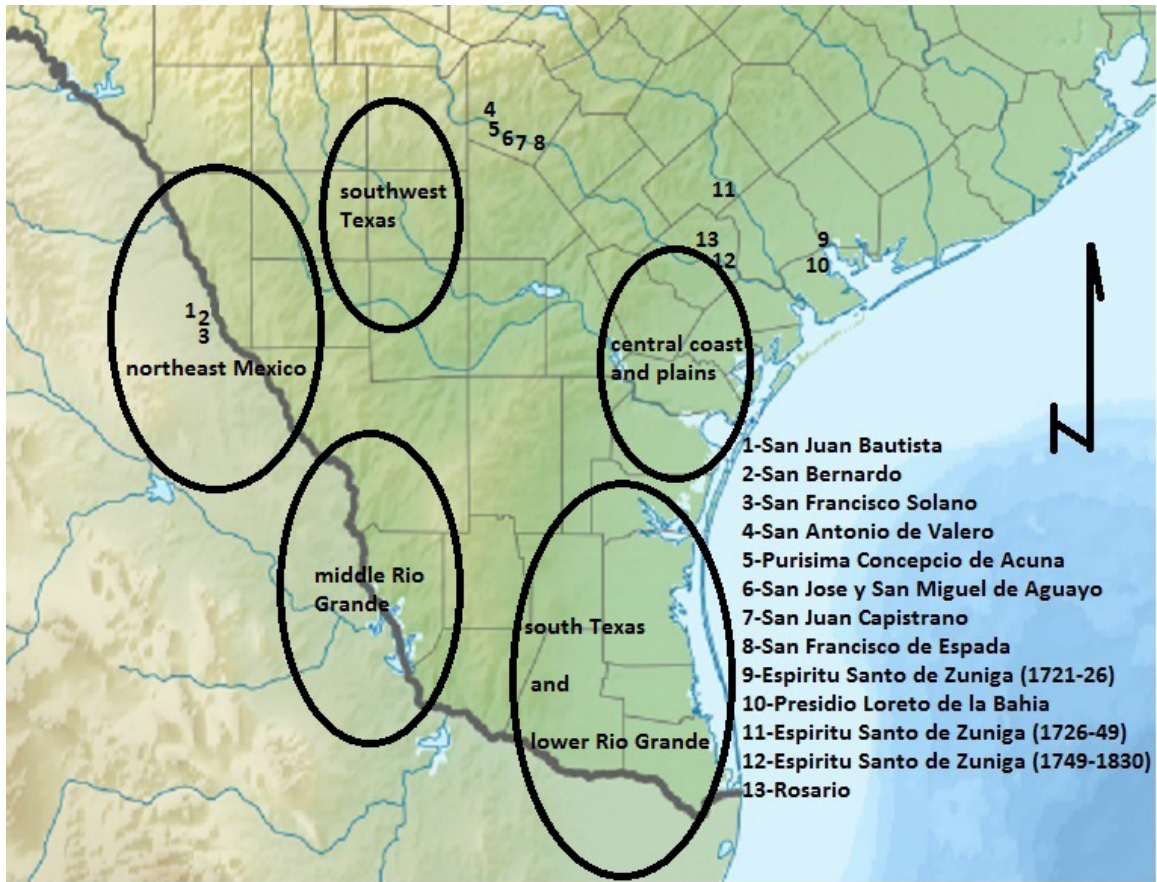 4
5
6
7
8
southwest
Texas
11
13
9
12
10
1
2
3
northeast Mexico
central coast
and plains
middle Rio
Grande
south Texas
and
lower Rio Grande
1-San Juan Bautista
2-San Bernardo
3-San Francisco Solano
4-San Antonio de Valero
5-Purisima Concepcio de Acuna
6-San Jose y San Miguel de Aguayo
7-San Juan Capistrano
8-San Francisco de Espada
9-Espiritu Santo de Zuniga (1721-26)
10-Presidio Loreto de la Bahia
11-Espiritu Santo de Zuniga (1726-49)
12-Espiritu Santo de Zuniga (1749-1830)
13-Rosario